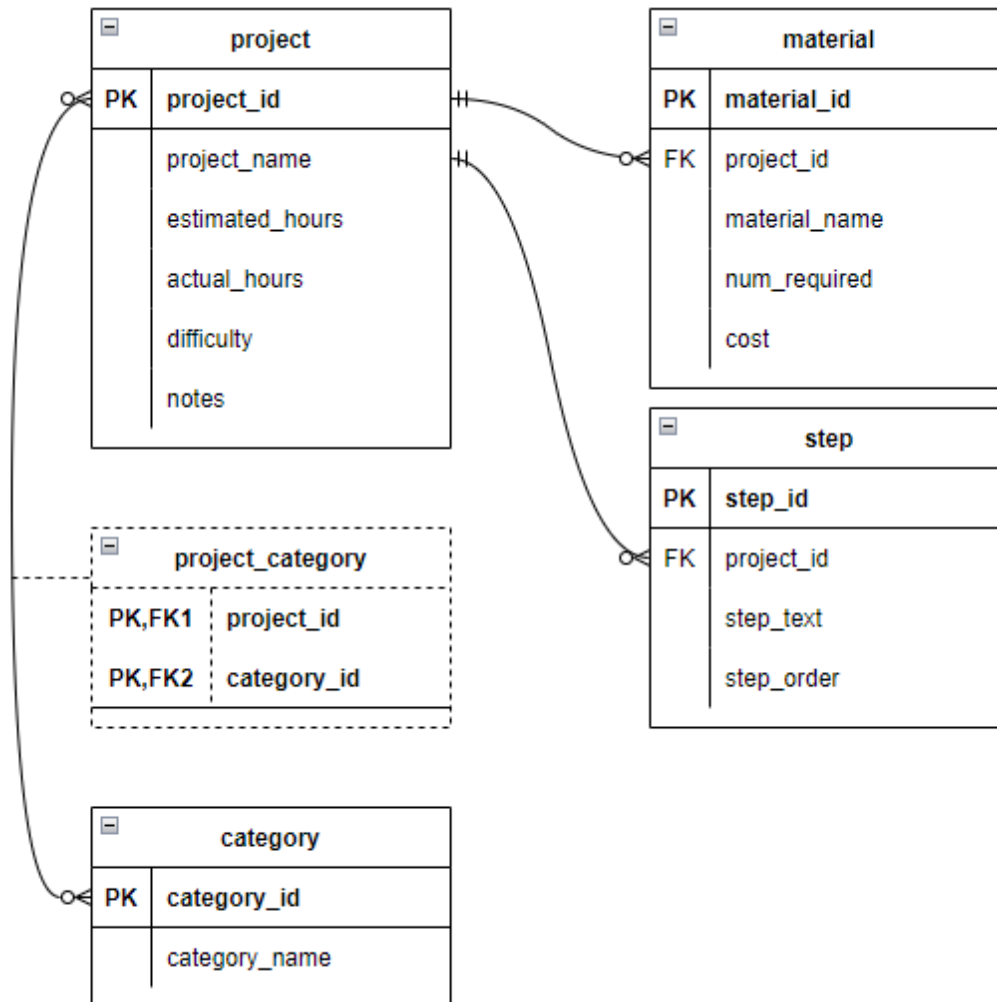 project
PK project_id
project_name
estimated_hours
actual_hours
difficulty
notes
material
PK material_id
FK project_id
material_name
num_required
cost
step
PK step_id
FK project_id
step_text
step_order
project_category
PK,FK1 project_id
PK,FK2 category_id
category
PK category_id
category_name